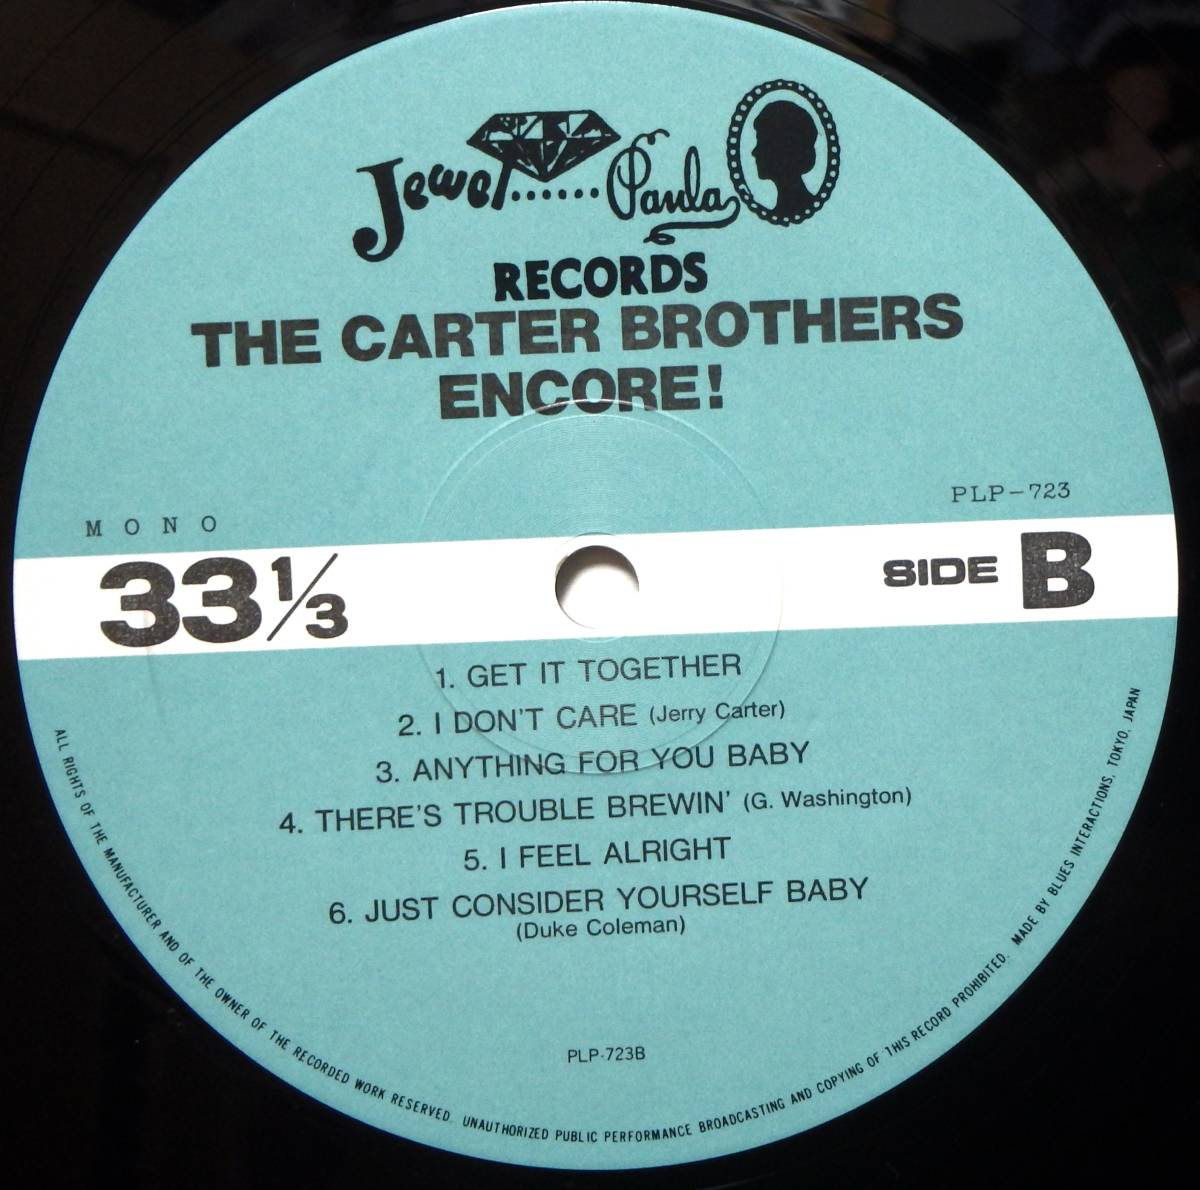 Jewel......Paula
RECORDS
THE CARTER BROTHERS
ENCORE!
PLP-723
MONO
33 1/3
SIDE B
1. GET IT TOGETHER
2. I DON'T CARE (Jerry Carter)
3. ANYTHING FOR YOU BABY
4. THERE'S TROUBLE BREWIN' (G. Washington)
5. I FEEL ALRIGHT
6. JUST CONSIDER YOURSELF BABY
(Duke Coleman)
PLP-723B
ALL RIGHTS OF THE MANUFACTURER AND OF THE OWNER OF THE RECORDED WORK RESERVED. UNAUTHORIZED PUBLIC PERFORMANCE BROADCASTING AND COPYING OF THIS RECORD PROHIBITED. MADE BY BLUES INTERACTIONS, TOKYO, JAPAN